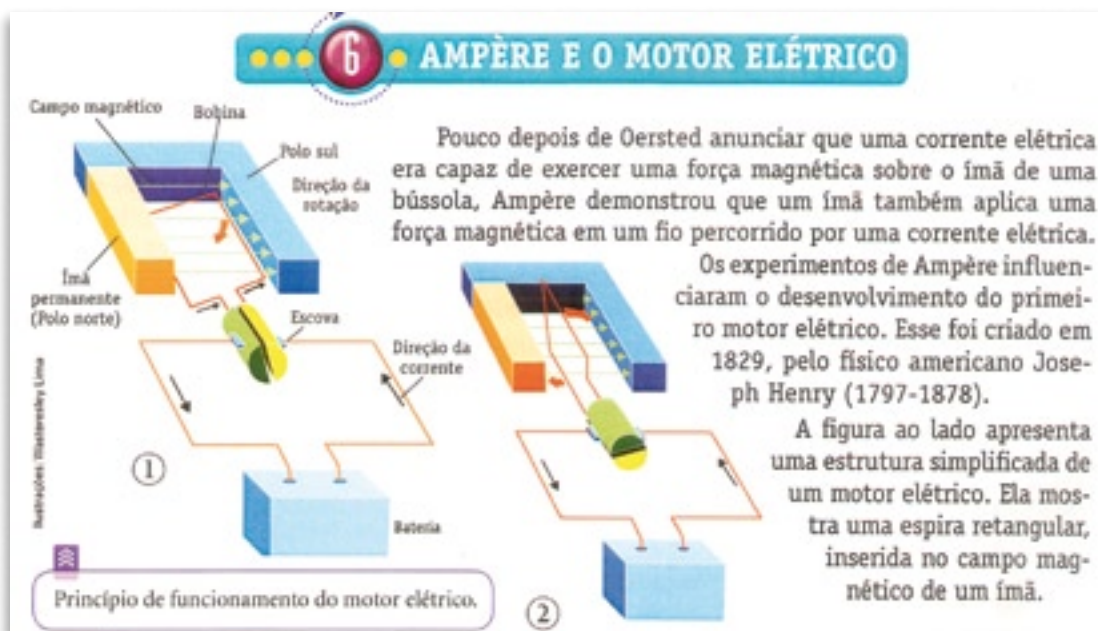 6 AMPÈRE E O MOTOR ELÉTRICO
Campo magnético
Bobina
Polo sul
Direção da
rotação
Ímã
permanente
(Polo norte)
Escova
Direção da
corrente
1
Bateria
Ilustrações: Wasteresley Lima
Princípio de funcionamento do motor elétrico.
Pouco depois de Oersted anunciar que uma corrente elétrica
era capaz de exercer uma força magnética sobre o ímã de uma
bússola, Ampère demonstrou que um ímã também aplica uma
força magnética em um fio percorrido por uma corrente elétrica.
Os experimentos de Ampère influen-
ciaram o desenvolvimento do primei-
ro motor elétrico. Esse foi criado em
1829, pelo físico americano Jose-
ph Henry (1797-1878).
A figura ao lado apresenta
uma estrutura simplificada de
um motor elétrico. Ela mos-
tra uma espira retangular,
inserida no campo mag-
nético de um ímã.
2